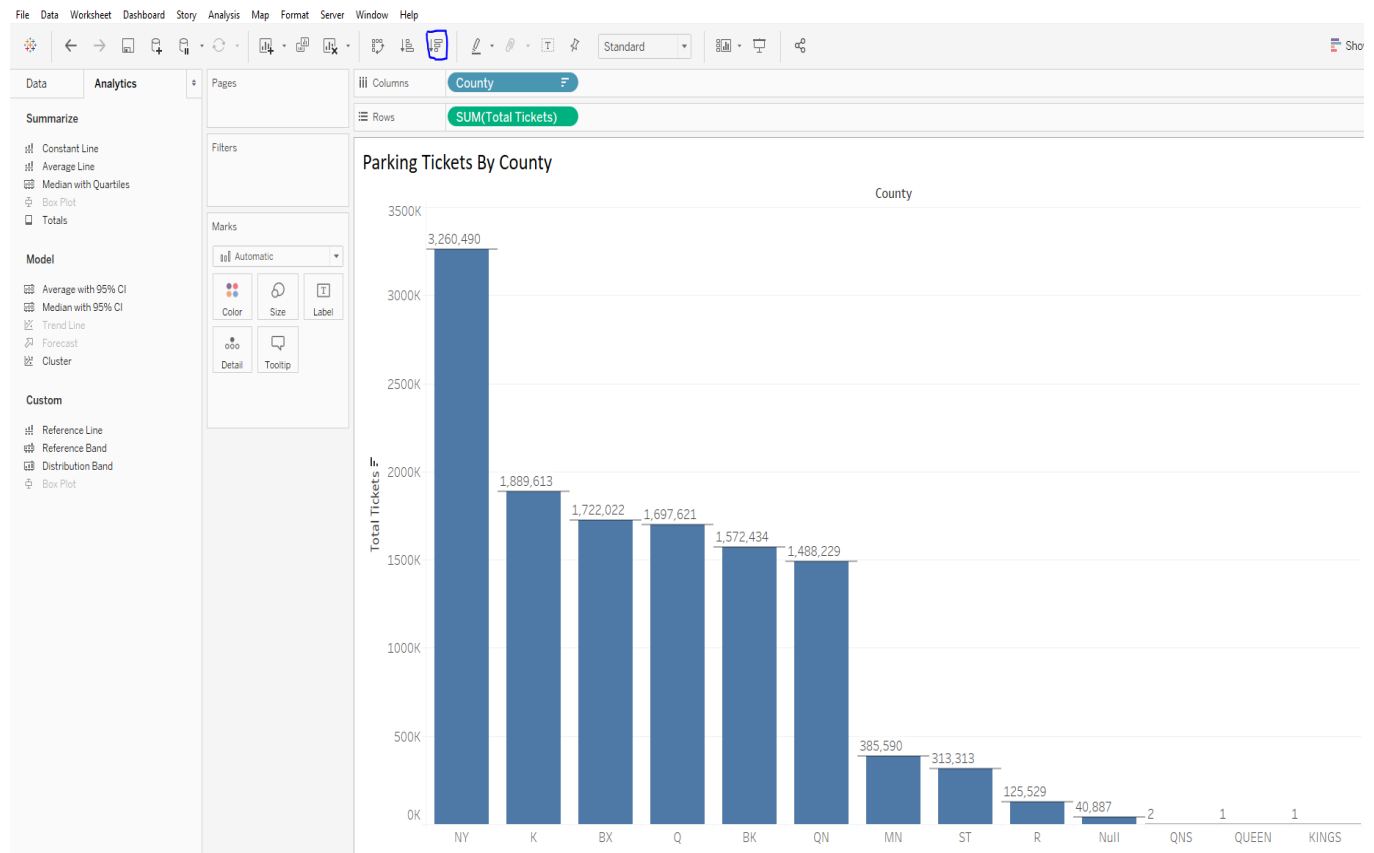 File Data Worksheet Dashboard Story Analysis Map Format Server Window Help
Standard
Data Analytics
Pages
Columns County
Summarize
Rows SUM(Total Tickets)
Constant Line
Average Line
Median with Quartiles
Box Plot
Totals
Filters
Parking Tickets By County
Marks
Automatic
Color Size Label
Detail Tooltip
Model
Average with 95% CI
Median with 95% CI
Trend Line
Forecast
Cluster
Custom
Reference Line
Reference Band
Distribution Band
Box Plot
County
Total Tickets
3500K
3000K
2500K
2000K
1500K
1000K
500K
0K
3,260,490
1,889,613
1,722,022
1,697,621
1,572,434
1,488,229
385,590
313,313
125,529
40,887
2
1
1
NY K BX Q BK QN MN ST R Null QNS QUEEN KINGS